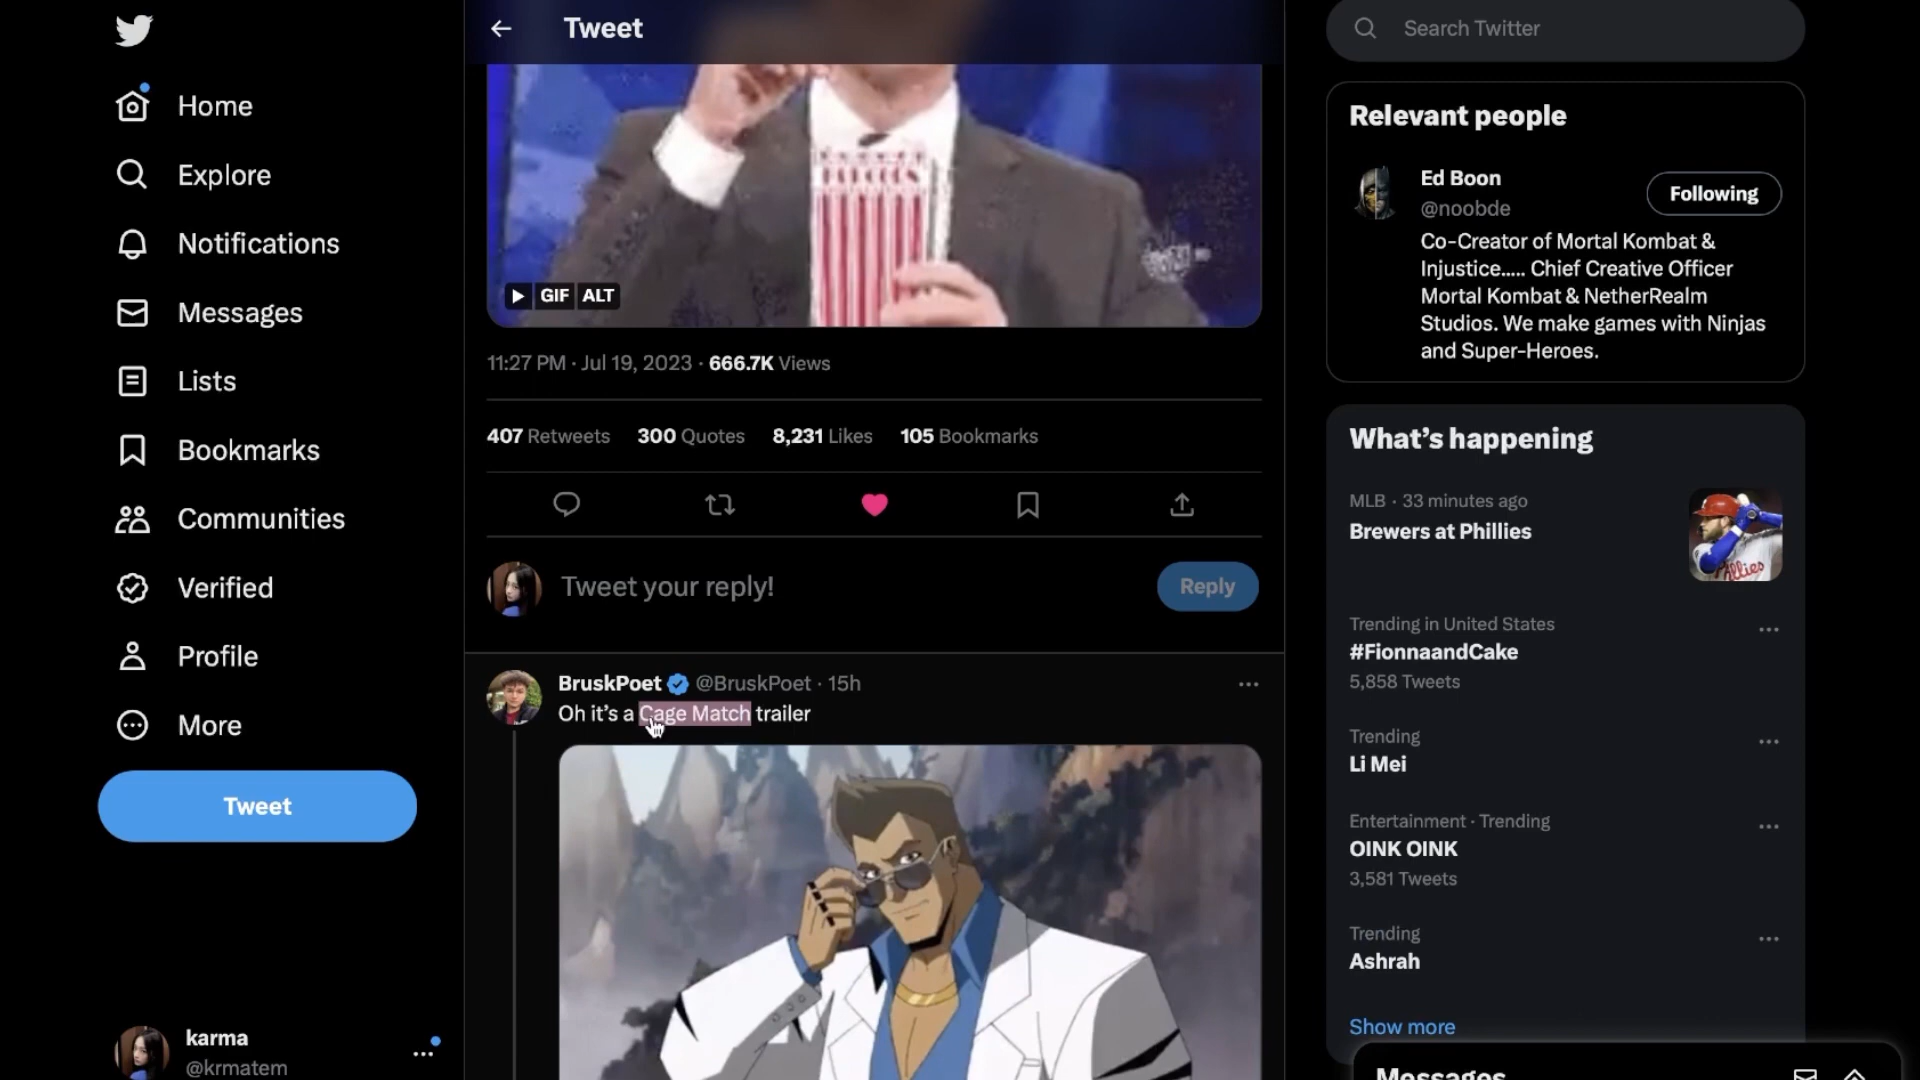 Home
Explore
Notifications
Messages
Lists
Bookmarks
Communities
Verified
Profile
More
Tweet
karma
@krmatem
Tweet
GIF ALT
11:27 PM · Jul 19, 2023 · 666.7K Views
407 Retweets 300 Quotes 8,231 Likes 105 Bookmarks
Tweet your reply!
Reply
BruskPoet @BruskPoet · 15h
Oh it’s a Cage Match trailer
Search Twitter
Relevant people
Ed Boon
@noobde
Following
Co-Creator of Mortal Kombat &
Injustice..... Chief Creative Officer
Mortal Kombat & NetherRealm
Studios. We make games with Ninjas
and Super-Heroes.
What’s happening
MLB · 33 minutes ago
Brewers at Phillies
Phillies
Trending in United States
#FionnaandCake
5,858 Tweets
Trending
Li Mei
Entertainment · Trending
OINK OINK
3,581 Tweets
Trending
Ashrah
Show more
Messages